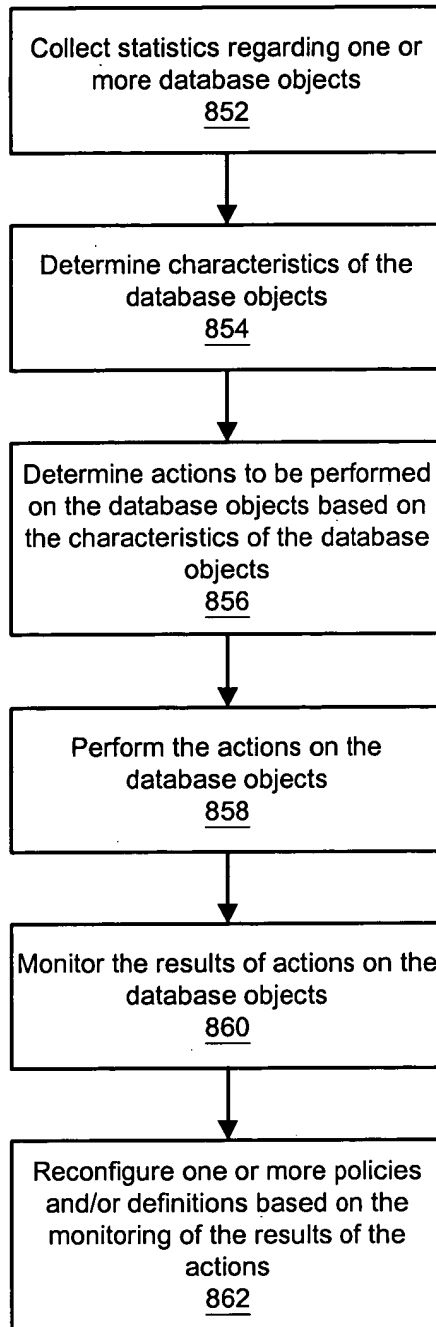 Collect statistics regarding one or
more database objects
852
Determine characteristics of the
database objects
854
Determine actions to be performed
on the database objects based on
the characteristics of the database
objects
856
Perform the actions on the
database objects
858
Monitor the results of actions on the
database objects
860
Reconfigure one or more policies
and/or definitions based on the
monitoring of the results of the
actions
862